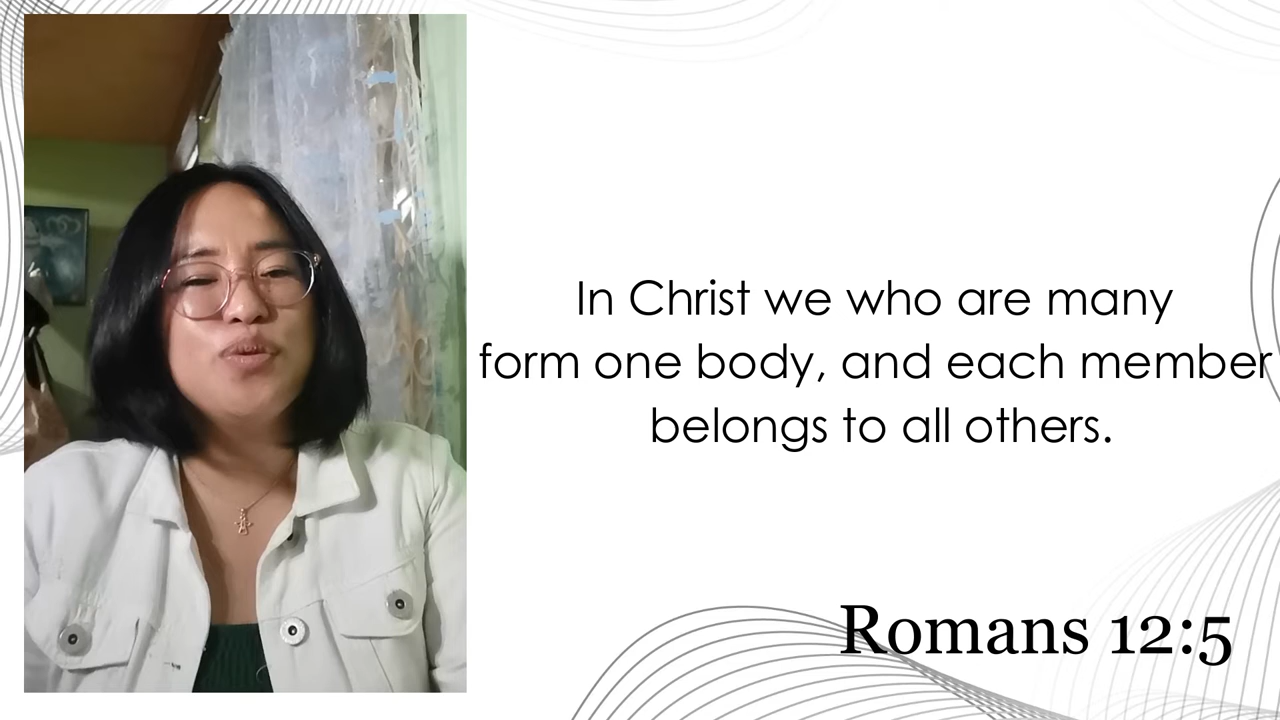 In Christ we who are many
form one body, and each member
belongs to all others.
Romans 12:5